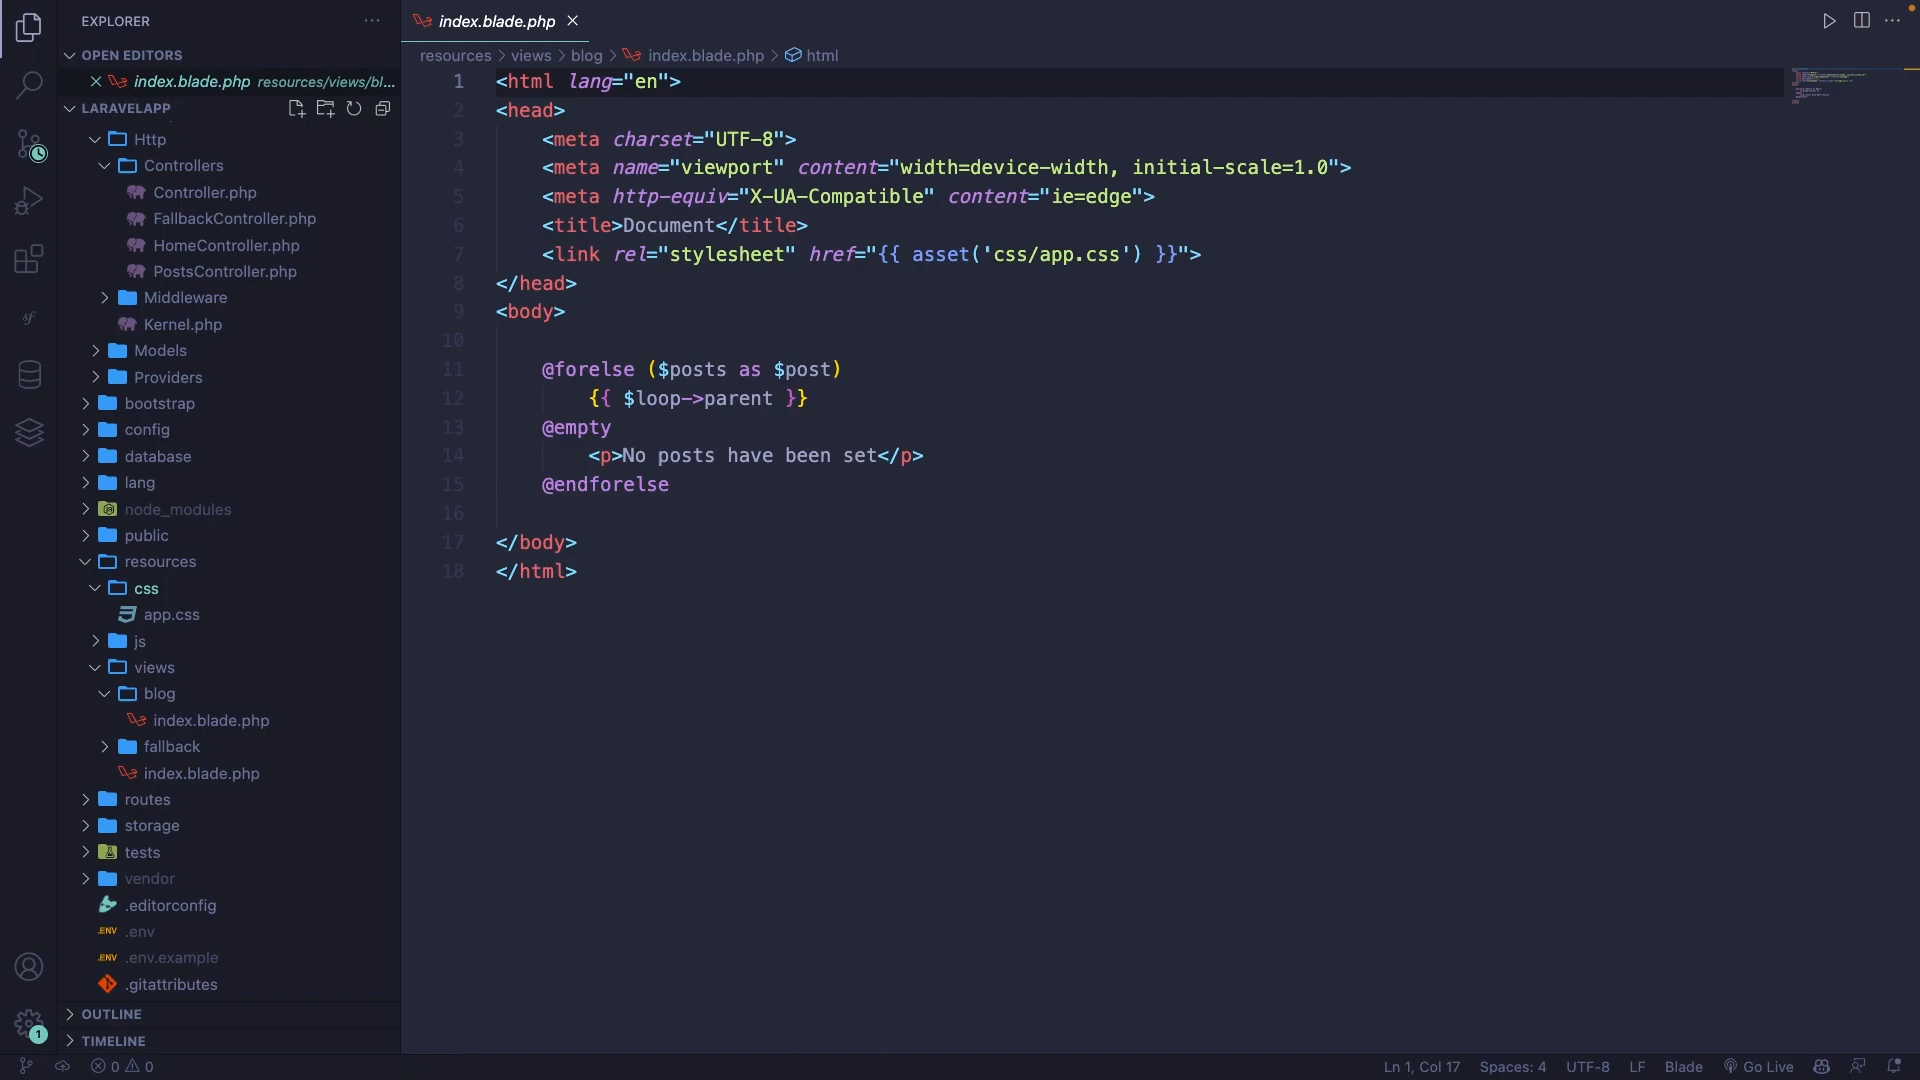 EXPLORER
OPEN EDITORS
index.blade.php resources/views/bl...
LARAVELAPP
Http
Controllers
Controller.php
FallbackController.php
HomeController.php
PostsController.php
Middleware
Kernel.php
Models
Providers
bootstrap
config
database
lang
node_modules
public
resources
css
app.css
js
views
blog
index.blade.php
fallback
index.blade.php
routes
storage
tests
vendor
.editorconfig
.ENV .env
.ENV .env.example
.gitattributes
OUTLINE
TIMELINE
sf
1
index.blade.php
resources > views > blog > index.blade.php > html
1 <html lang="en">
2 <head>
3 <meta charset="UTF-8">
4 <meta name="viewport" content="width=device-width, initial-scale=1.0">
5 <meta http-equiv="X-UA-Compatible" content="ie=edge">
6 <title>Document</title>
7 <link rel="stylesheet" href="{{ asset('css/app.css') }}">
8 </head>
9 <body>
10
11 @forelse ($posts as $post)
12 {{ $loop->parent }}
13 @empty
14 <p>No posts have been set</p>
15 @endforelse
16
17 </body>
18 </html>
0 0
Ln 1, Col 17 Spaces: 4 UTF-8 LF Blade Go Live